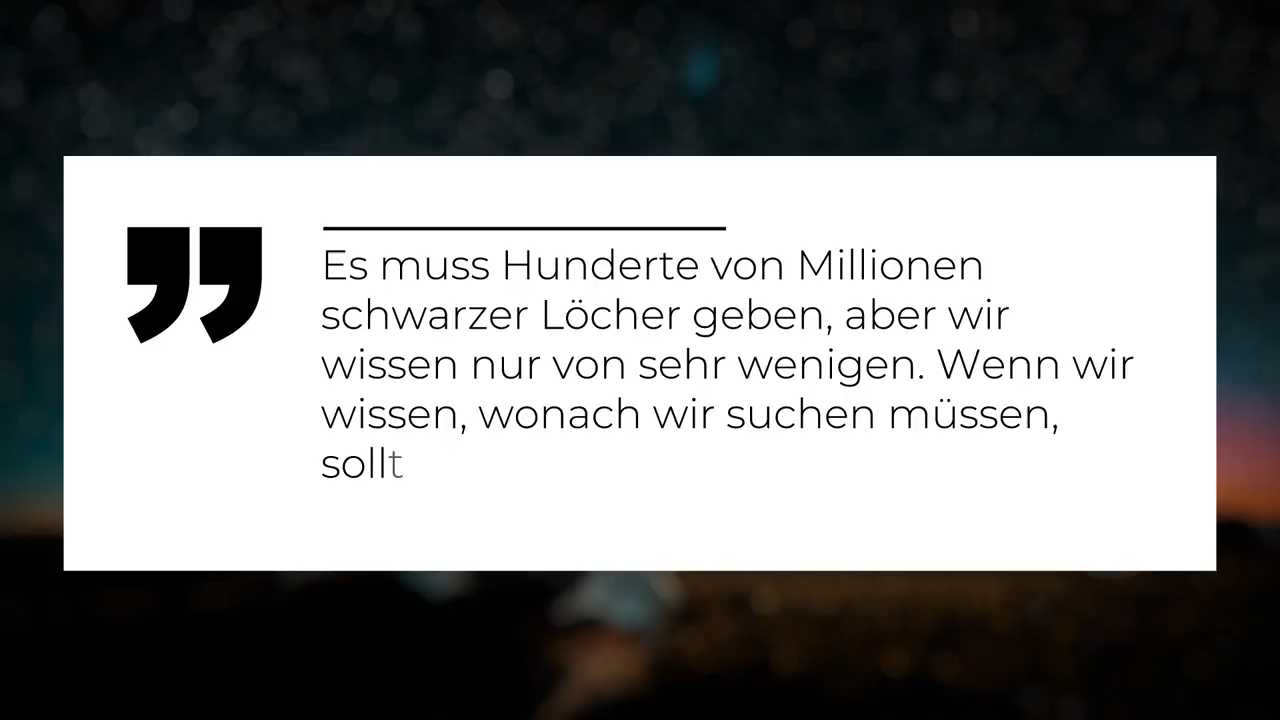 Es muss Hunderte von Millionen
schwarzer Löcher geben, aber wir
wissen nur von sehr wenigen. Wenn wir
wissen, wonach wir suchen müssen,
sollt